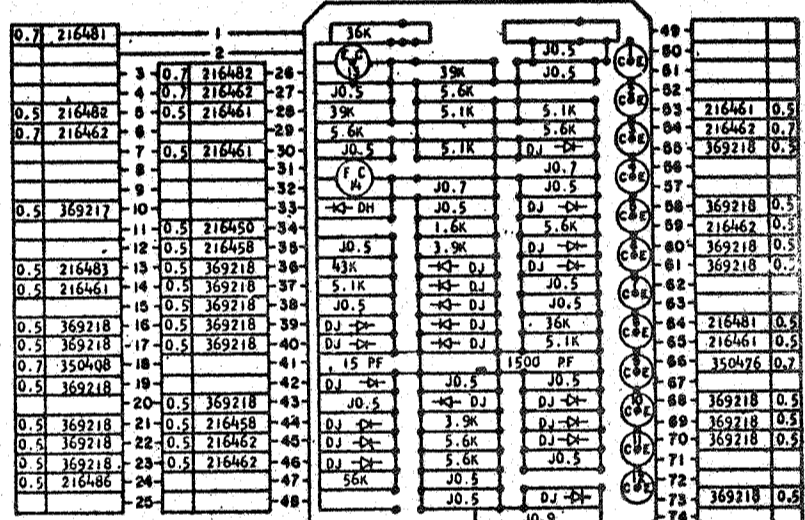 0.7 216481 1 36K 49
2 J0.5 50
3 0.7 216482 26 E C 13 39K J0.5 C E 51
4 0.7 216462 27 J0.5 5.6K
0.5 216482 5 0.5 216461 28 39K 5.1K 5.1K C E 53 216461 0.5
0.7 216462 6 29 5.6K 5.6K 54 216462 0.7
7 0.5 216461 30 J0.5 5.1K DJ C E 55 369218 0.5
8 31 J0.7 56
9 F C 14 32 J0.7 J0.5 C E 57
0.5 369217 10 33 DH J0.5 DJ 58 369218 0.5
11 0.5 216450 34 1.6K 5.6K C E 59 216462 0.5
12 0.5 216458 35 J0.5 3.9K DJ 60 369218 0.5
0.5 216483 13 0.5 369218 36 43K DJ DJ C E 61 369218 0.5
0.5 216461 14 0.5 369218 37 5.1K DJ J0.5 62
15 0.5 369218 38 J0.5 DJ J0.5 C E 63
0.5 369218 16 0.5 369218 39 DJ DJ 36K 64 216481 0.5
0.5 369218 17 0.5 369218 40 DJ DJ 5.1K C E 65 216461 0.5
0.7 350408 18 41 15 PF 1500 PF 66 350476 0.7
0.5 369218 19 42 DJ J0.5 J0.5 C E 67
20 0.5 369218 43 J0.5 DJ DJ 10 68 369218 0.5
0.5 369218 21 0.5 216458 44 DJ 3.9K DJ C E 69 369218 0.5
0.5 369218 22 0.5 216462 45 DJ 5.6K DJ 11 70 369218 0.5
0.5 369218 23 0.5 216462 46 DJ 5.6K J0.5 C E 71
0.5 216486 24 47 56K J0.5 12 72
25 48 J0.5 DJ C E 73 369218 0.5
J0.9 74